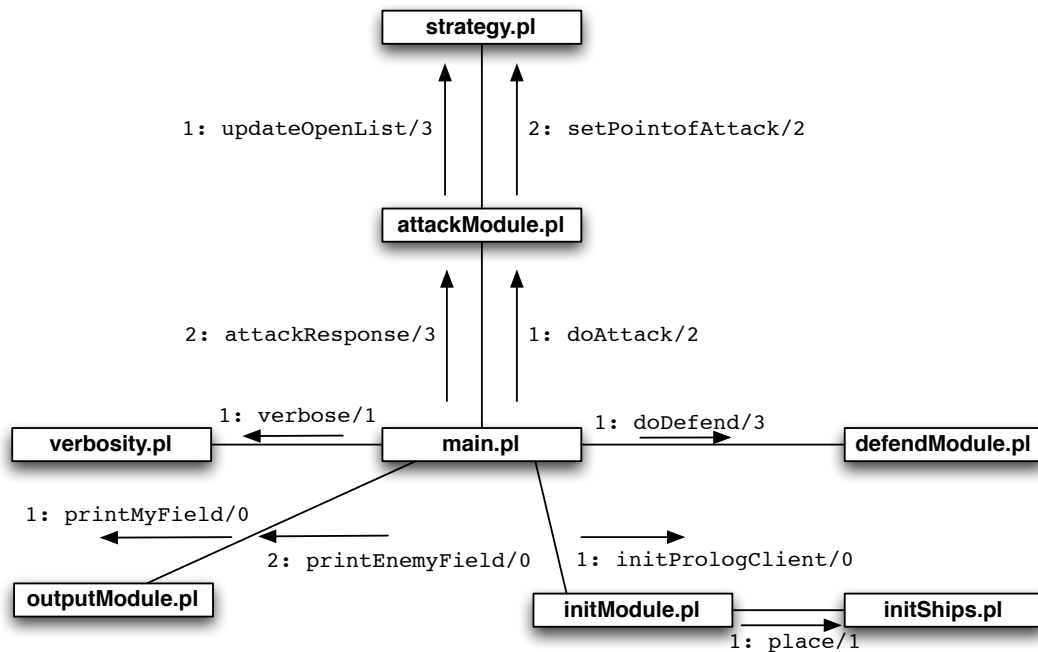 strategy.pl
1: updateOpenList/3
2: setPointofAttack/2
attackModule.pl
2: attackResponse/3
1: doAttack/2
1: verbose/1
1: doDefend/3
verbosity.pl
main.pl
defendModule.pl
1: printMyField/0
2: printEnemyField/0
1: initPrologClient/0
outputModule.pl
initModule.pl
initShips.pl
1: place/1